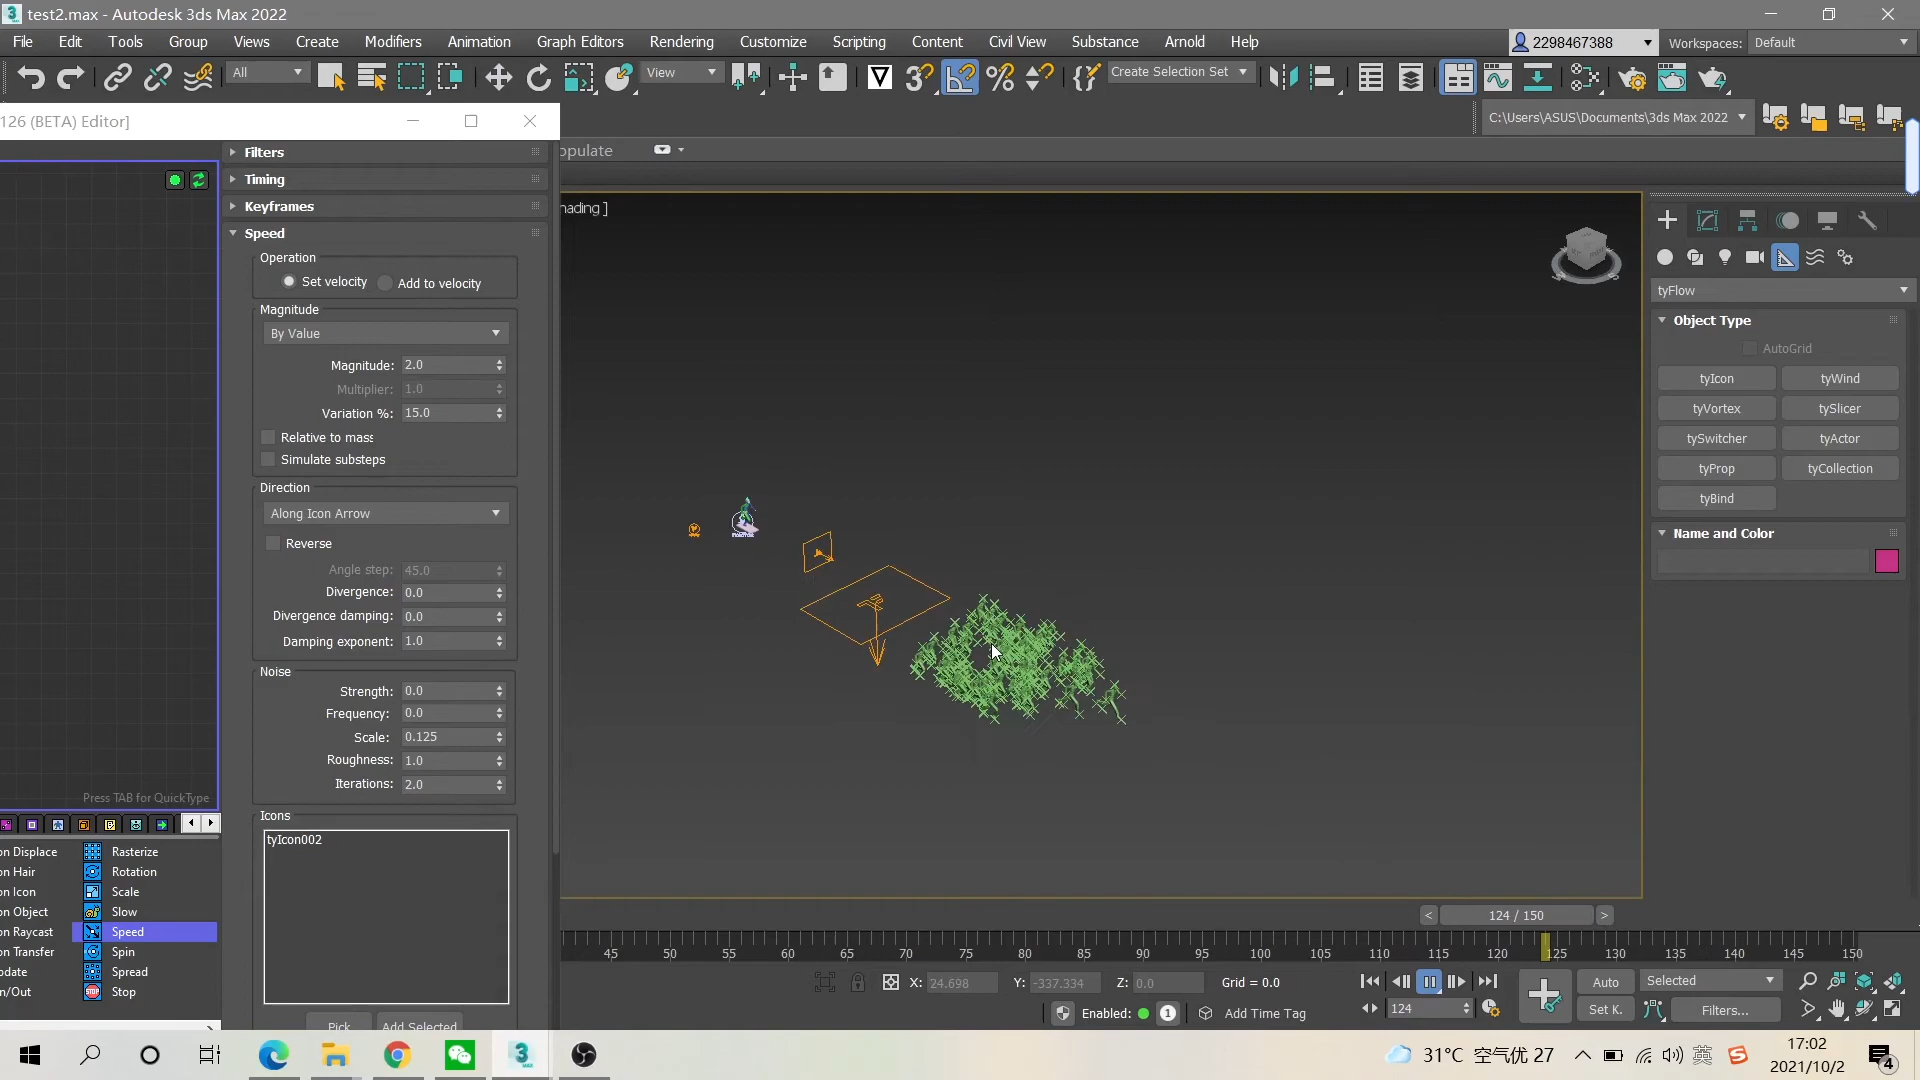 test2.max - Autodesk 3ds Max 2022
File Edit Tools Group Views Create Modifiers Animation Graph Editors Rendering Customize Scripting Content Civil View Substance Arnold Help
2298467388 Workspaces: Default
All View Create Selection Set
126 (BETA) Editor]
C:\Users\ASUS\Documents\3ds Max 2022
opulate
Filters
Timing
Keyframes
Speed
Operation
Set velocity Add to velocity
Magnitude
By Value
Magnitude: 2.0
Multiplier: 1.0
Variation %: 15.0
Relative to mass
Simulate substeps
Direction
Along Icon Arrow
Reverse
Angle step: 45.0
Divergence: 0.0
Divergence damping: 0.0
Damping exponent: 1.0
Noise
Strength: 0.0
Frequency: 0.0
Scale: 0.125
Roughness: 1.0
Iterations: 2.0
Icons
tyIcon002
Pick Add Selected
Press TAB for QuickType
on Displace Rasterize
on Hair Rotation
on Icon Scale
on Object Slow
on Raycast Speed
on Transfer Spin
pdate Spread
n/Out Stop
hading ]
tyFlow
Object Type
AutoGrid
tyIcon tyWind
tyVortex tySlicer
tySwitcher tyActor
tyProp tyCollection
tyBind
Name and Color
< 124 / 150 >
45 50 55 60 65 70 75 80 85 90 95 100 105 110 115 120 125 130 135 140 145 150
X: 24.698 Y: -337.334 Z: 0.0 Grid = 0.0
Auto Selected
Enabled: 1 Add Time Tag
124
Set K. Filters...
31°C 空气优 27 英
17:02
2021/10/2
4